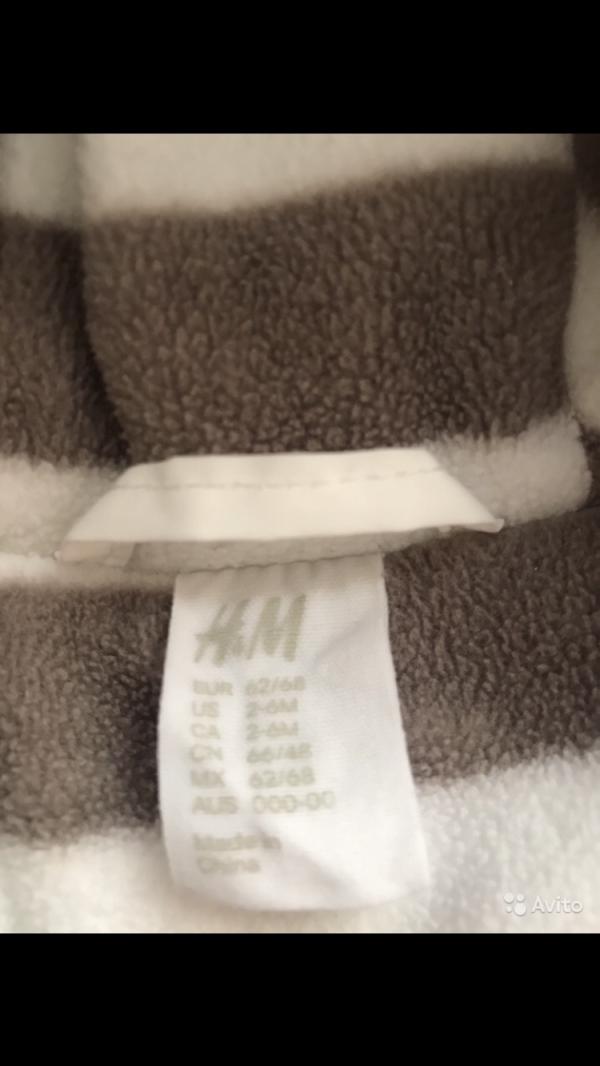 H&M
EUR 62/68
US 2-6M
CA 2-6M
CN 66/48
MX 62/68
AUS 000-00
Made in
China
Avito